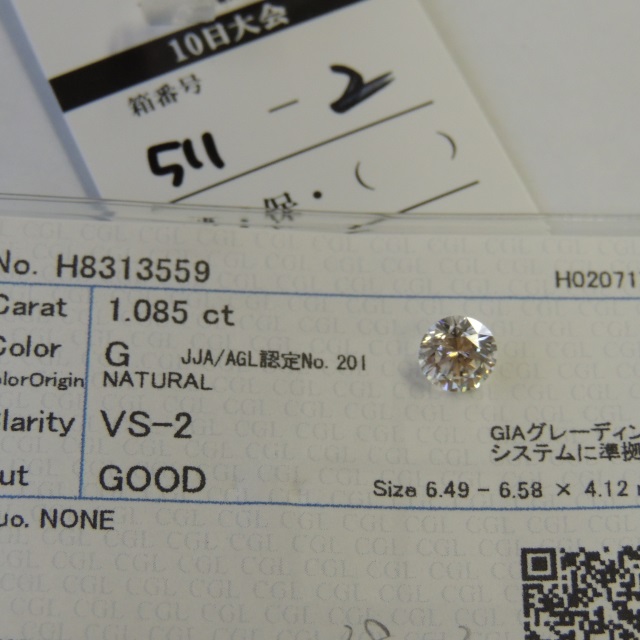 10日大会
箱番号
511 - 2
No. H8313559
H02071
Carat 1.085 ct
Color G JJA/AGL認定No. 201
ColorOrigin NATURAL
Clarity VS-2
GIAグレーディン
システムに準拠
Cut GOOD
Size 6.49 - 6.58 × 4.12
Fluo. NONE